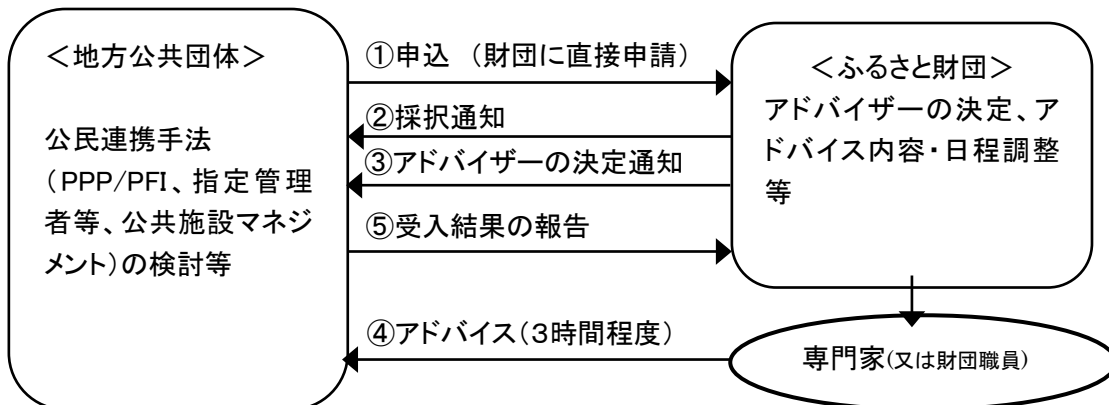 ＜地方公共団体＞
公民連携手法
（PPP/PFI、指定管理
者等、公共施設マネジ
メント）の検討等
①申込　（財団に直接申請）
②採択通知
③アドバイザーの決定通知
⑤受入結果の報告
④アドバイス（３時間程度）
＜ふるさと財団＞
アドバイザーの決定、ア
ドバイス内容・日程調整
等
専門家(又は財団職員)